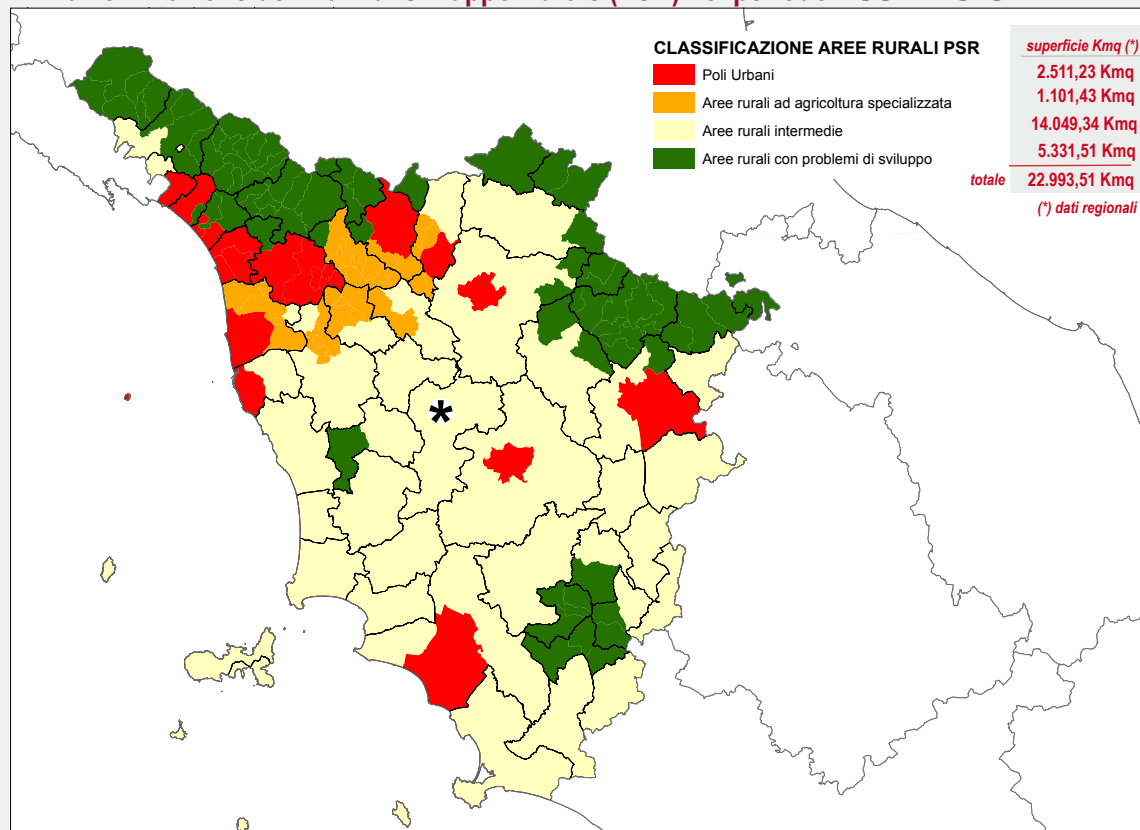 CLASSIFICAZIONE AREE RURALI PSR
superficie Kmq (*)
Poli Urbani
2.511,23 Kmq
Aree rurali ad agricoltura specializzata
1.101,43 Kmq
Aree rurali intermedie
14.049,34 Kmq
Aree rurali con problemi di sviluppo
5.331,51 Kmq
totale 22.993,51 Kmq
(*) dati regionali
*